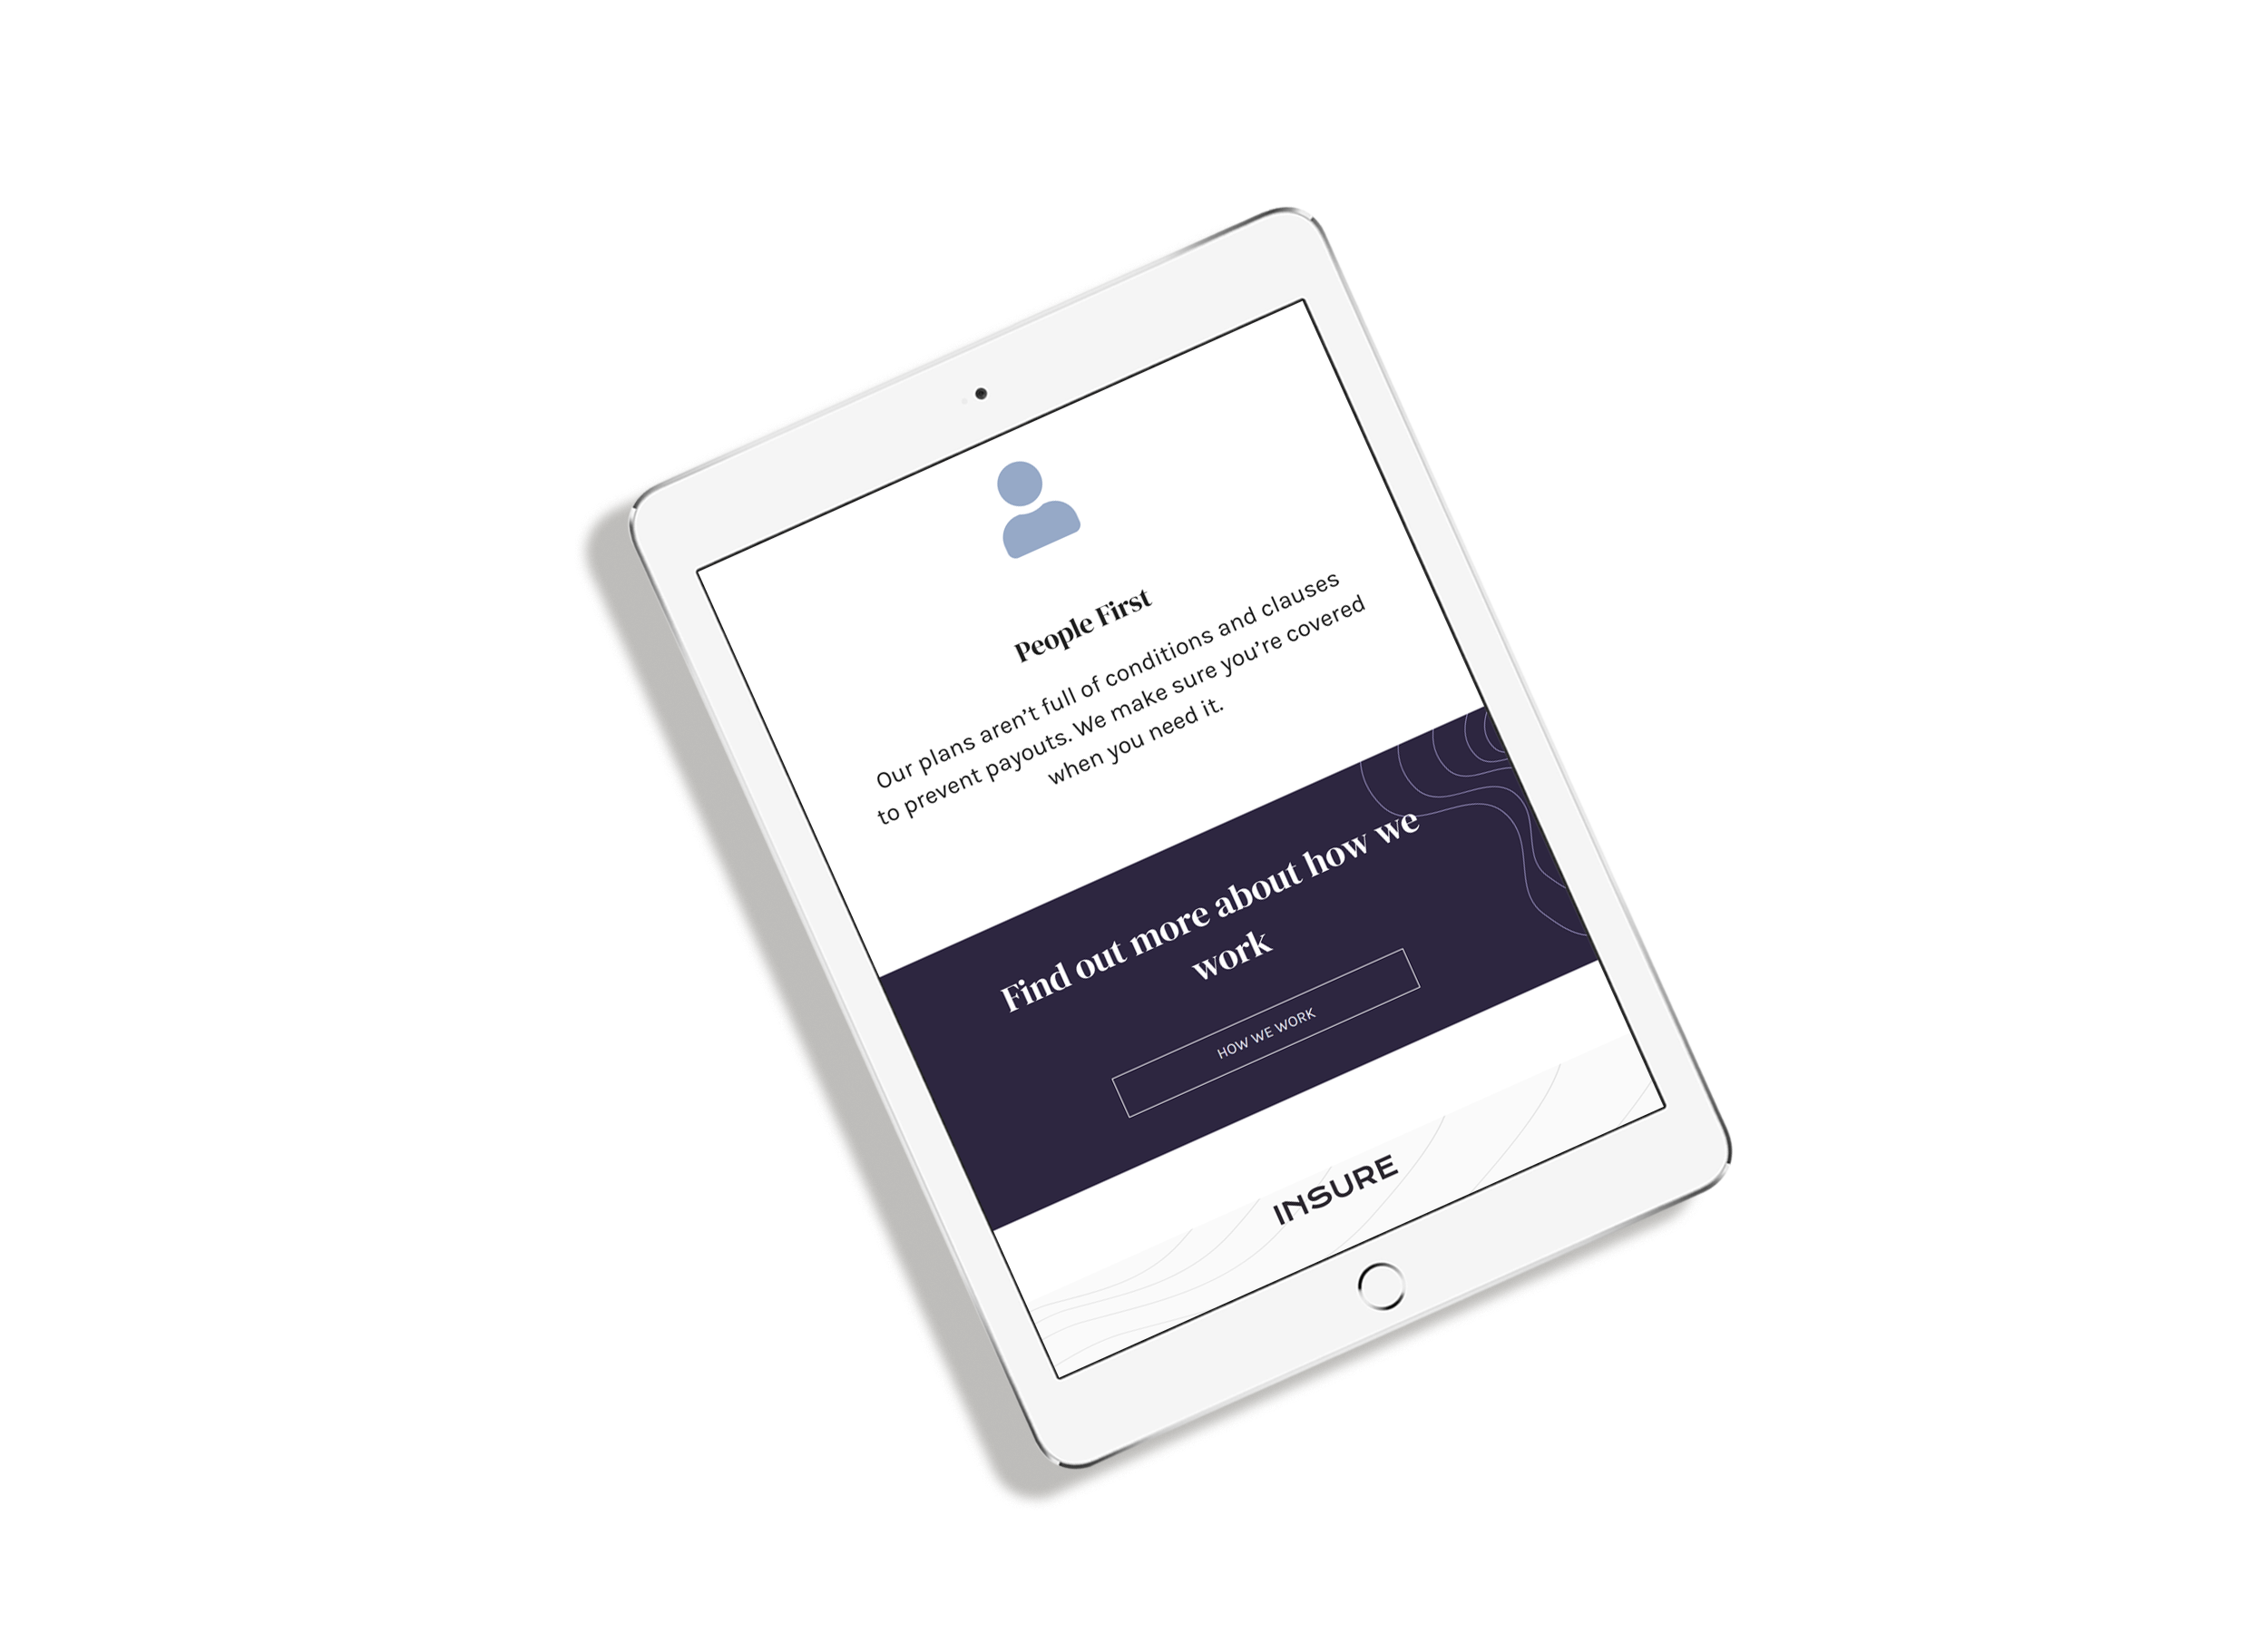 People First
Our plans aren’t full of conditions and clauses
to prevent payouts. We make sure you’re covered
when you need it.
Find out more about how we
work
HOW WE WORK
INSURE